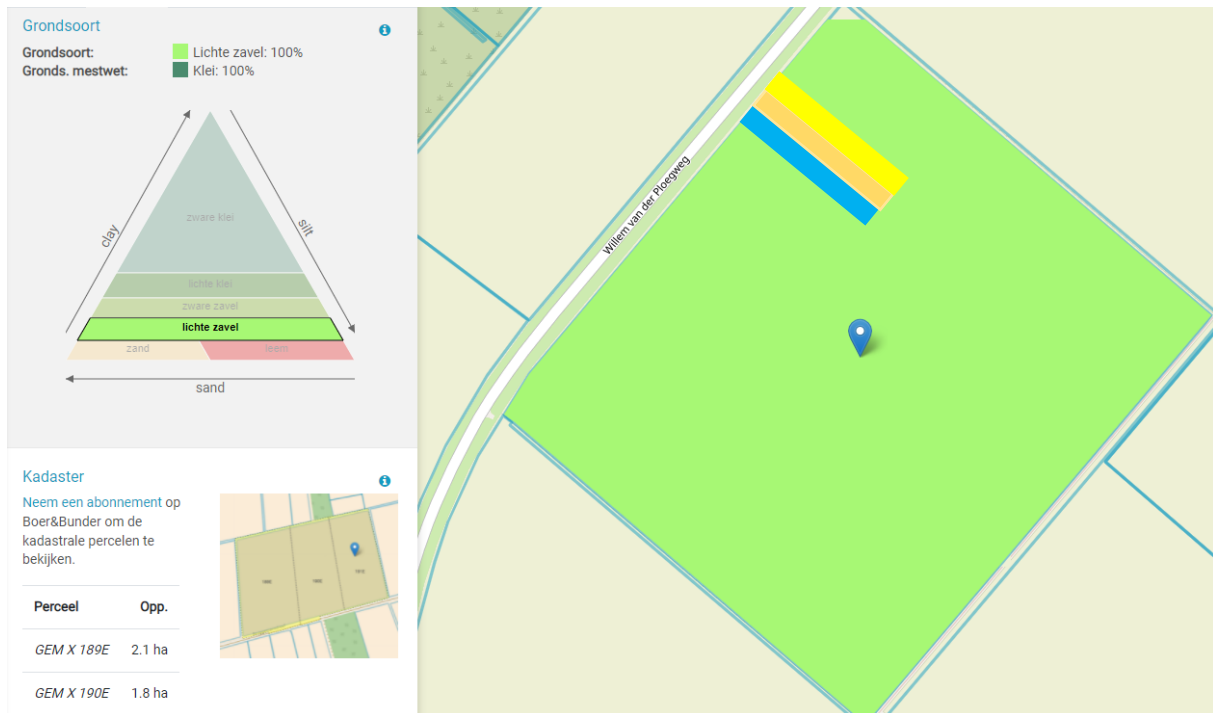 Grondsoort
Grondsoort: Lichte zavel: 100%
Gronds. mestwet: Klei: 100%
zware klei
clay
silt
lichte klei
zware zavel
lichte zavel
zand
leem
sand
Kadaster
Neem een abonnement op
Boer&Bunder om de
kadastrale percelen te
bekijken.
Perceel Opp.
GEM X 189E 2.1 ha
GEM X 190E 1.8 ha
Willem van der Ploegweg